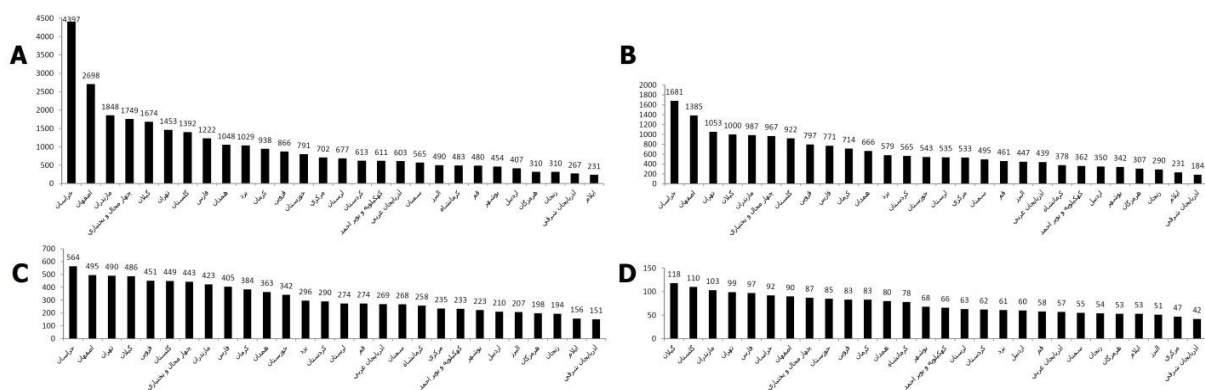 A
4500
4000
3500
3000
2500
2000
1500
1000
500
0
4397 2698 1848 1749 1674 1453 1392 1222 1048 1029 938 866 791 702 677 613 611 603 565 490 483 480 454 407 310 310 267 231
خراسان
اصفهان
مازندران
چهار محال و بختیاری
گیلان
تهران
گلستان
فارس
همدان
یزد
کرمان
قزوین
خوزستان
مرکزی
لرستان
کردستان
کهکیلویه و بویر احمد
آذربایجان غربی
سمنان
البرز
کرمانشاه
قم
بوشهر
اردبیل
هرمزگان
زنجان
آذربایجان شرقی
ایلام
B
2000
1800
1600
1400
1200
1000
800
600
400
200
0
1681 1385 1053 1000 987 967 922 797 771 714 666 579 565 543 535 533 495 461 447 439 378 362 350 342 307 290 231 184
خراسان
اصفهان
تهران
گیلان
مازندران
چهار محال و بختیاری
گلستان
قزوین
فارس
کرمان
همدان
یزد
کردستان
خوزستان
لرستان
مرکزی
سمنان
قم
البرز
آذربایجان غربی
کرمانشاه
کهکیلویه و بویر احمد
اردبیل
بوشهر
هرمزگان
زنجان
ایلام
آذربایجان شرقی
C
700
600
500
400
300
200
100
0
564 495 490 486 451 449 443 423 405 384 363 342 296 290 274 274 269 268 258 235 233 223 210 207 198 194 156 151
خراسان
اصفهان
تهران
گیلان
قزوین
گلستان
چهار محال و بختیاری
مازندران
فارس
کرمان
همدان
خوزستان
یزد
کردستان
لرستان
قم
آذربایجان غربی
سمنان
کرمانشاه
مرکزی
کهکیلویه و بویر احمد
بوشهر
اردبیل
البرز
هرمزگان
زنجان
ایلام
آذربایجان شرقی
D
150
100
50
0
118 110 103 99 97 92 90 87 85 83 83 80 78 68 66 63 62 61 60 58 57 55 54 53 53 51 47 42
گیلان
گلستان
مازندران
تهران
فارس
خراسان
اصفهان
چهار محال و بختیاری
خوزستان
قزوین
کرمان
همدان
کرمانشاه
بوشهر
کهکیلویه و بویر احمد
لرستان
کردستان
یزد
اردبیل
قم
آذربایجان غربی
سمنان
زنجان
هرمزگان
ایلام
البرز
مرکزی
آذربایجان شرقی